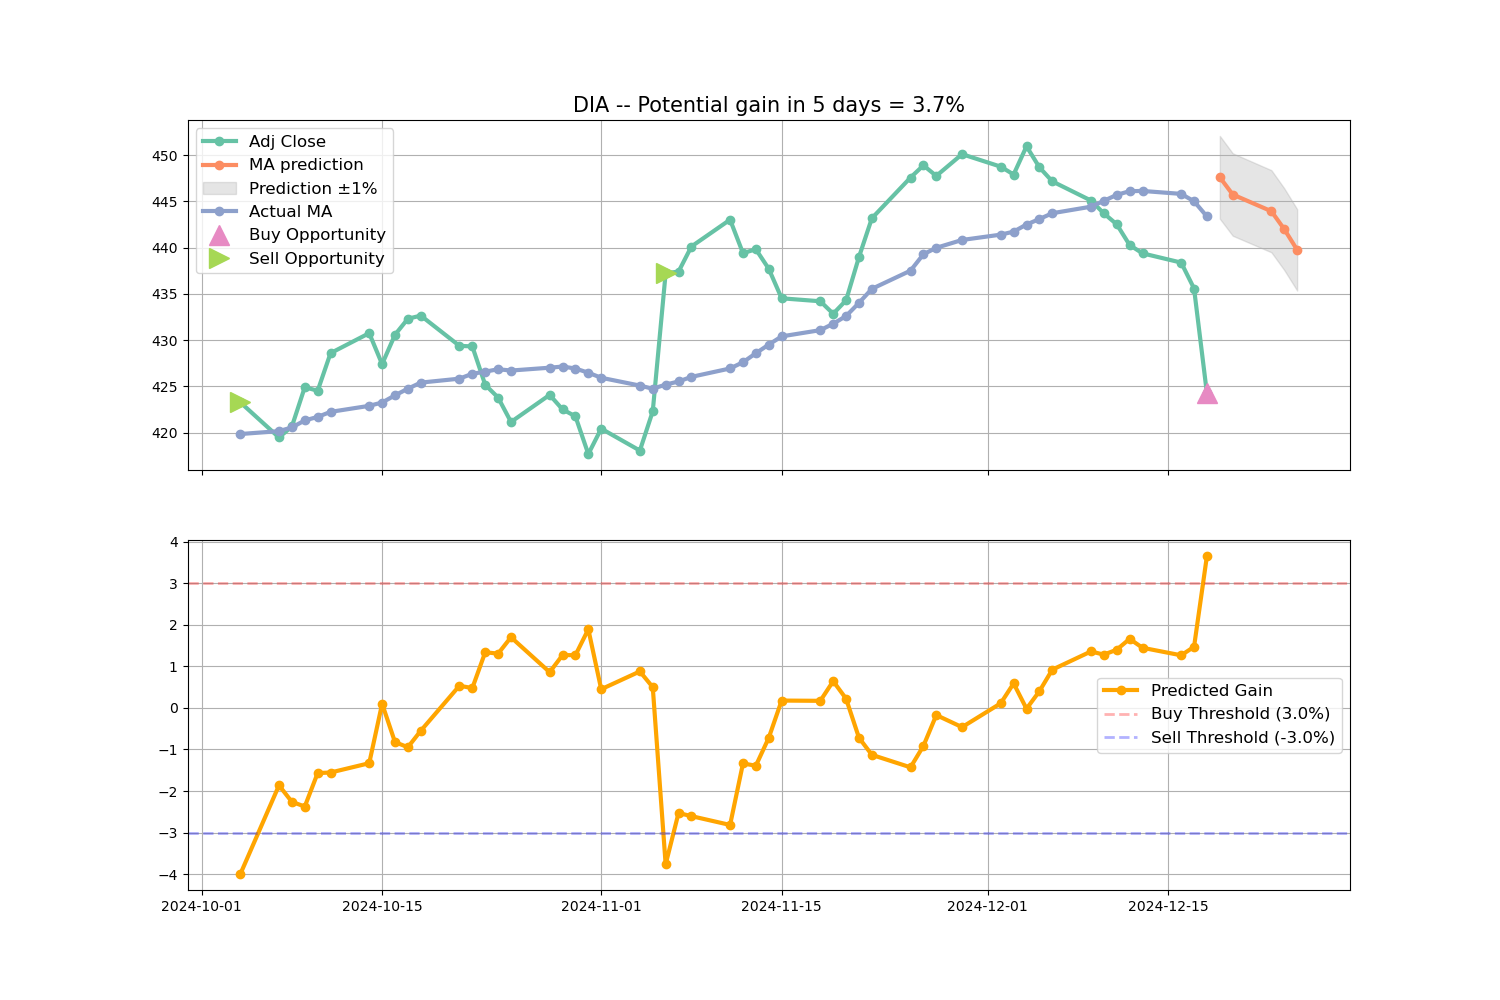 DIA -- Potential gain in 5 days = 3.7%
Adj Close
MA prediction
Prediction ±1%
Actual MA
Buy Opportunity
Sell Opportunity
450
445
440
435
430
425
420
4
3
2
1
0
−1
−2
−3
−4
Predicted Gain
Buy Threshold (3.0%)
Sell Threshold (-3.0%)
2024-10-01
2024-10-15
2024-11-01
2024-11-15
2024-12-01
2024-12-15